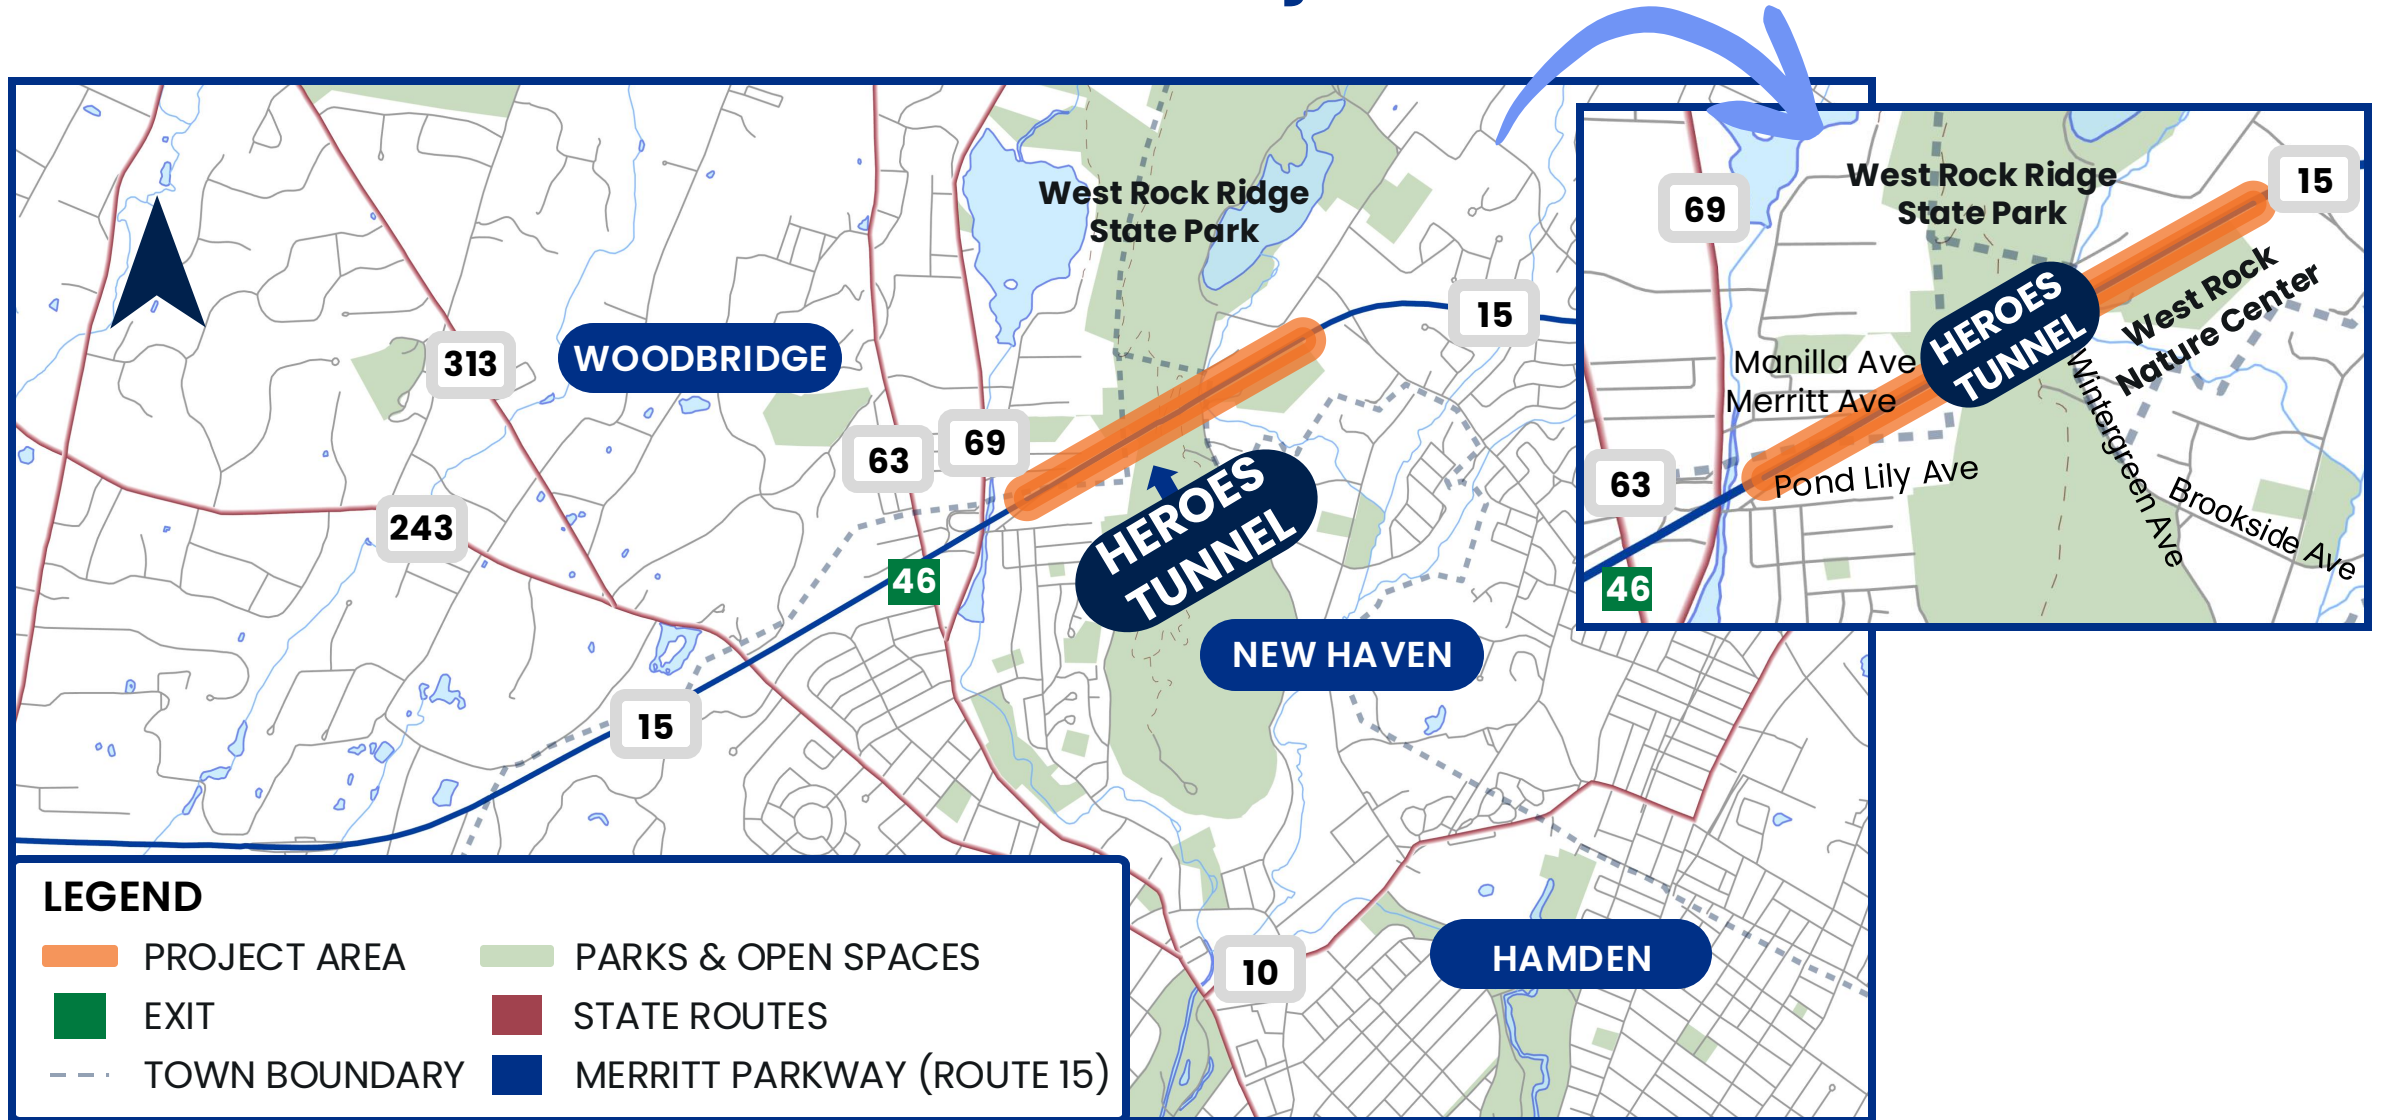 West Rock Ridge
State Park
15
313
WOODBRIDGE
63
69
243
46
HEROES
TUNNEL
NEW HAVEN
15
10
HAMDEN
West Rock Ridge
State Park
69
15
HEROES
TUNNEL
West Rock
Nature Center
Manilla Ave
Merritt Ave
Pond Lily Ave
Wintergreen Ave
Brookside Ave
63
46
LEGEND
PROJECT AREA
EXIT
TOWN BOUNDARY
PARKS & OPEN SPACES
STATE ROUTES
MERRITT PARKWAY (ROUTE 15)